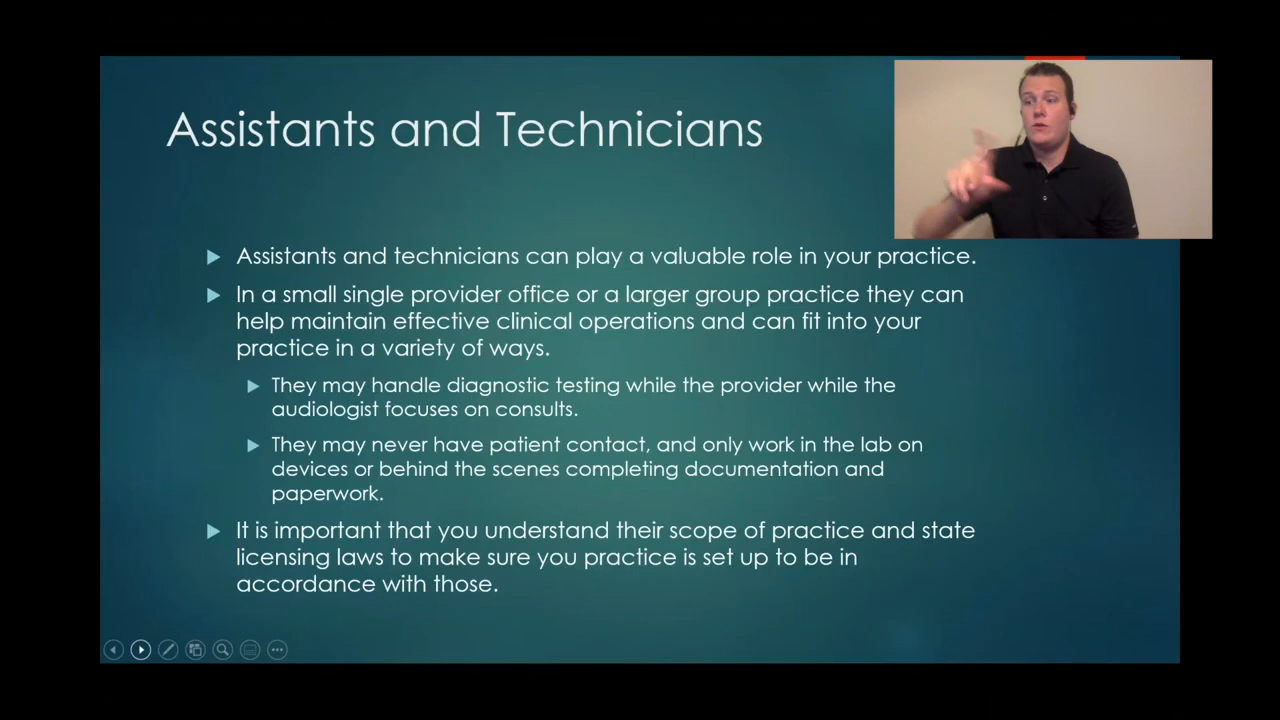 Assistants and Technicians
Assistants and technicians can play a valuable role in your practice.
In a small single provider office or a larger group practice they can
help maintain effective clinical operations and can fit into your
practice in a variety of ways.
They may handle diagnostic testing while the provider while the
audiologist focuses on consults.
They may never have patient contact, and only work in the lab on
devices or behind the scenes completing documentation and
paperwork.
It is important that you understand their scope of practice and state
licensing laws to make sure you practice is set up to be in
accordance with those.